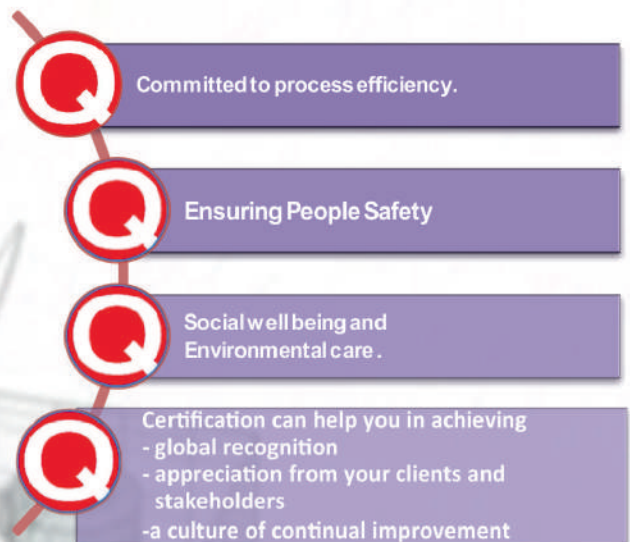 Q
Committed to process efficiency.
Q
Ensuring People Safety
Q
Social well being and
Environmental care.
Q
Certification can help you in achieving
- global recognition
- appreciation from your clients and
stakeholders
-a culture of continual improvement